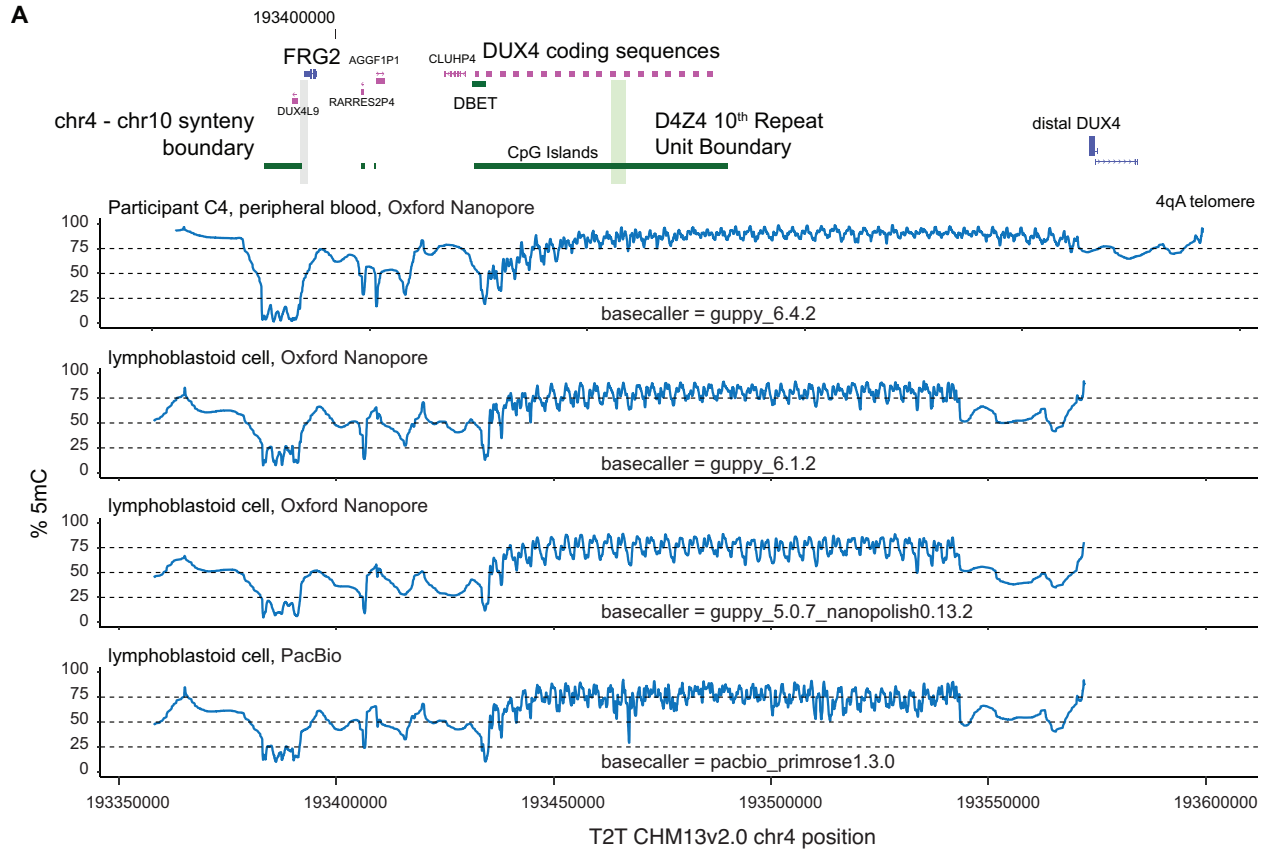 A
193400000
FRG2
AGGF1P1
CLUHP4
DUX4 coding sequences
DUX4L9
RARRES2P4
DBET
chr4 - chr10 synteny
boundary
D4Z4 10th Repeat
Unit Boundary
CpG Islands
distal DUX4
4qA telomere
Participant C4, peripheral blood, Oxford Nanopore
100
75
50
25
0
basecaller = guppy_6.4.2
lymphoblastoid cell, Oxford Nanopore
100
75
50
25
0
basecaller = guppy_6.1.2
lymphoblastoid cell, Oxford Nanopore
100
75
50
25
0
basecaller = guppy_5.0.7_nanopolish0.13.2
lymphoblastoid cell, PacBio
100
75
50
25
0
basecaller = pacbio_primrose1.3.0
% 5mC
193350000 193400000 193450000 193500000 193550000 193600000
T2T CHM13v2.0 chr4 position